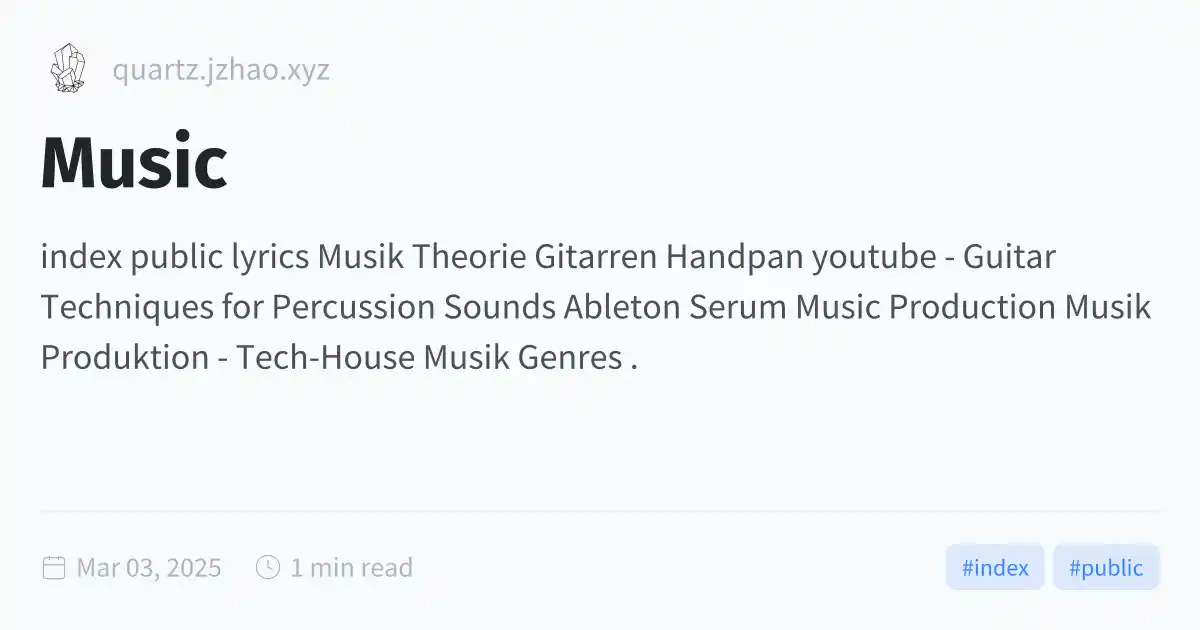 quartz.jzhao.xyz
Music
index public lyrics Musik Theorie Gitarren Handpan youtube - Guitar
Techniques for Percussion Sounds Ableton Serum Music Production Musik
Produktion - Tech-House Musik Genres .
Mar 03, 2025 1 min read #index #public